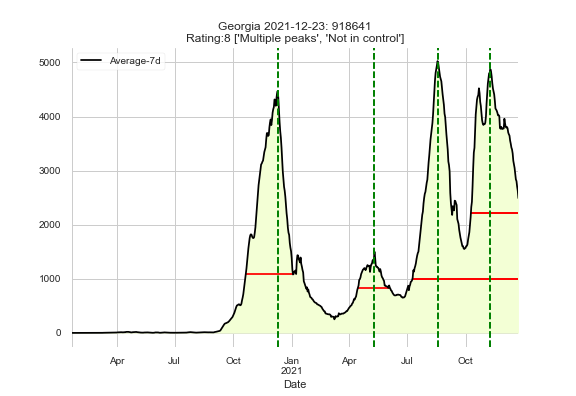 Georgia 2021-12-23: 918641
Rating:8 ['Multiple peaks', 'Not in control']
Average-7d
5000
4000
3000
2000
1000
0
Apr
Jul
Oct
Jan
2021
Apr
Jul
Oct
Date